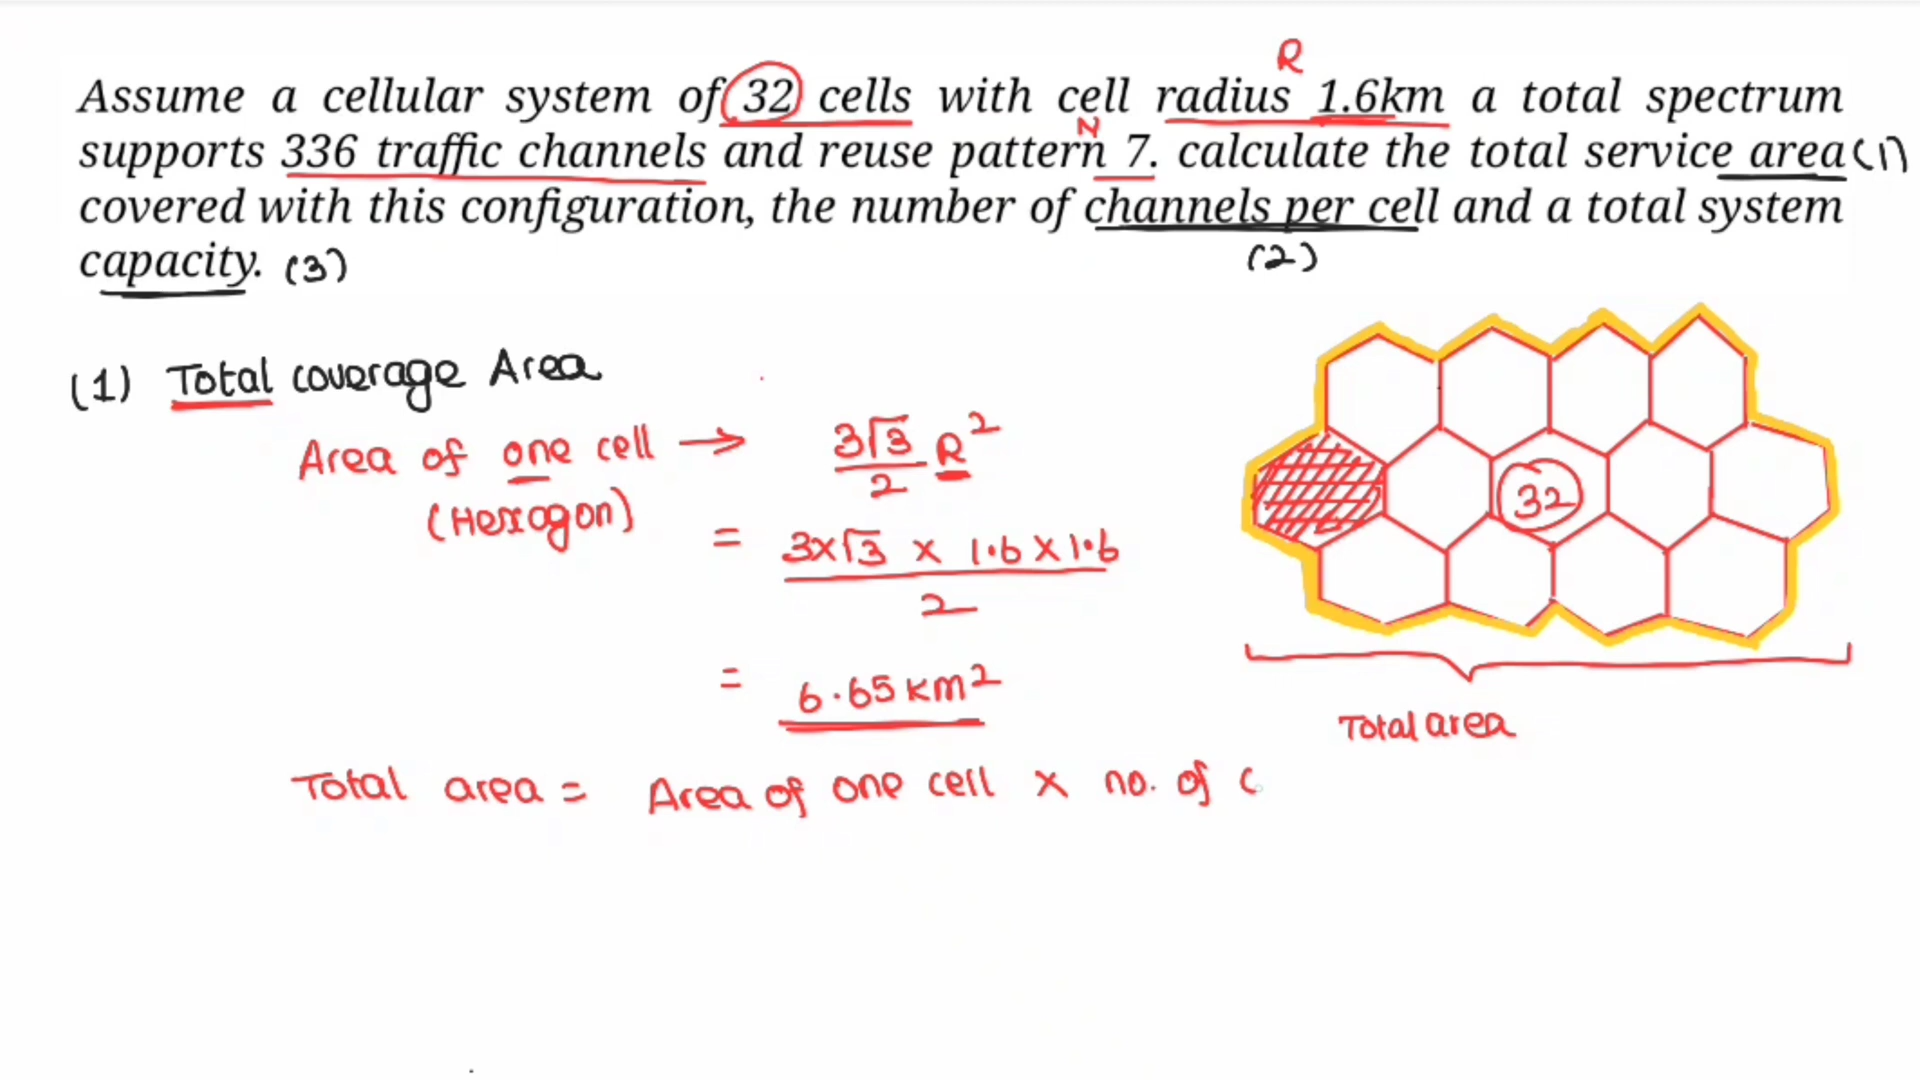 R
Assume a cellular system of 32 cells with cell radius 1.6km a total spectrum
N
supports 336 traffic channels and reuse pattern 7. calculate the total service area (1)
covered with this configuration, the number of channels per cell and a total system
(2)
capacity. (3)
(1) Total coverage Area
Area of one cell → 3√3/2 R²
(Hexagon)
= 3×√3 × 1.6 × 1.6 / 2
= 6.65 km²
32
Total area
Total area = Area of one cell × no. of c